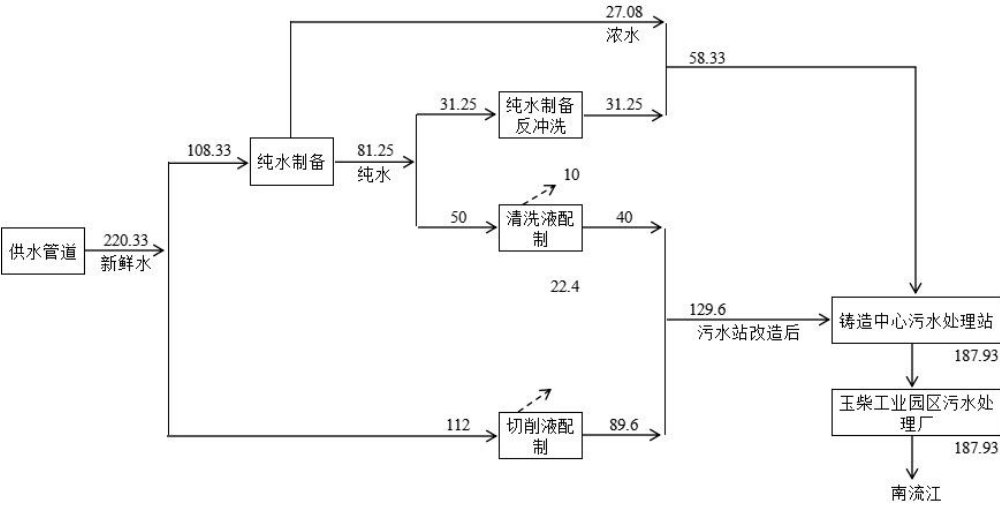 27.08
浓水
58.33
31.25
纯水制备
反冲洗
31.25
108.33
纯水制备
81.25
纯水
10
50
清洗液配
制
40
供水管道
220.33
新鲜水
22.4
129.6
污水站改造后
铸造中心污水处理站
187.93
玉柴工业园区污水处
理厂
187.93
112
切削液配
制
89.6
南流江